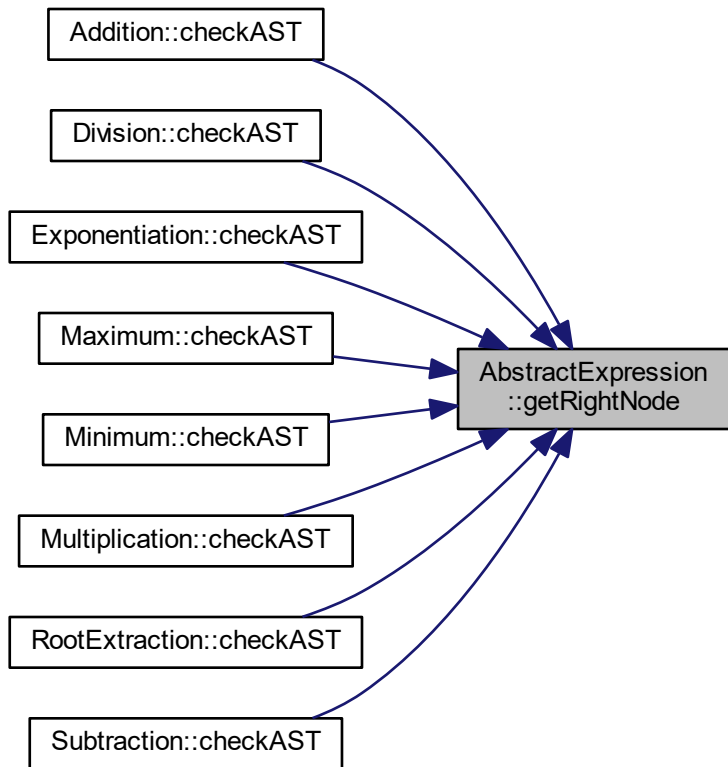 Addition::checkAST
Division::checkAST
Exponentiation::checkAST
Maximum::checkAST
AbstractExpression
::getRightNode
Minimum::checkAST
Multiplication::checkAST
RootExtraction::checkAST
Subtraction::checkAST